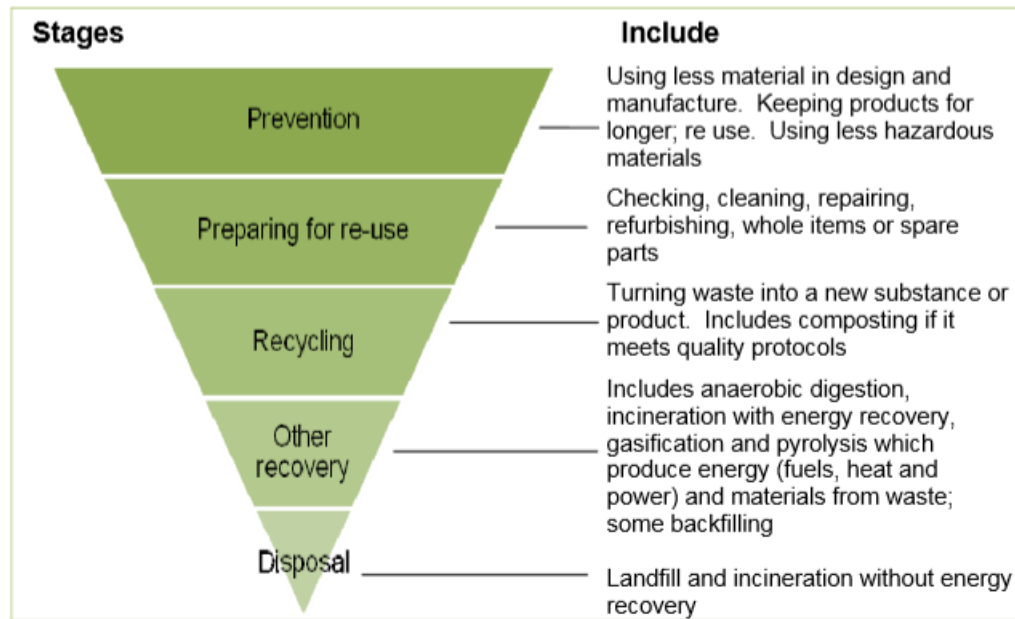 Stages
Include
Prevention
Using less material in design and
manufacture.  Keeping products for
longer; re use.  Using less hazardous
materials
Preparing for re-use
Checking, cleaning, repairing,
refurbishing, whole items or spare
parts
Recycling
Turning waste into a new substance or
product.  Includes composting if it
meets quality protocols
Other
recovery
Includes anaerobic digestion,
incineration with energy recovery,
gasification and pyrolysis which
produce energy (fuels, heat and
power) and materials from waste;
some backfilling
Disposal
Landfill and incineration without energy
recovery